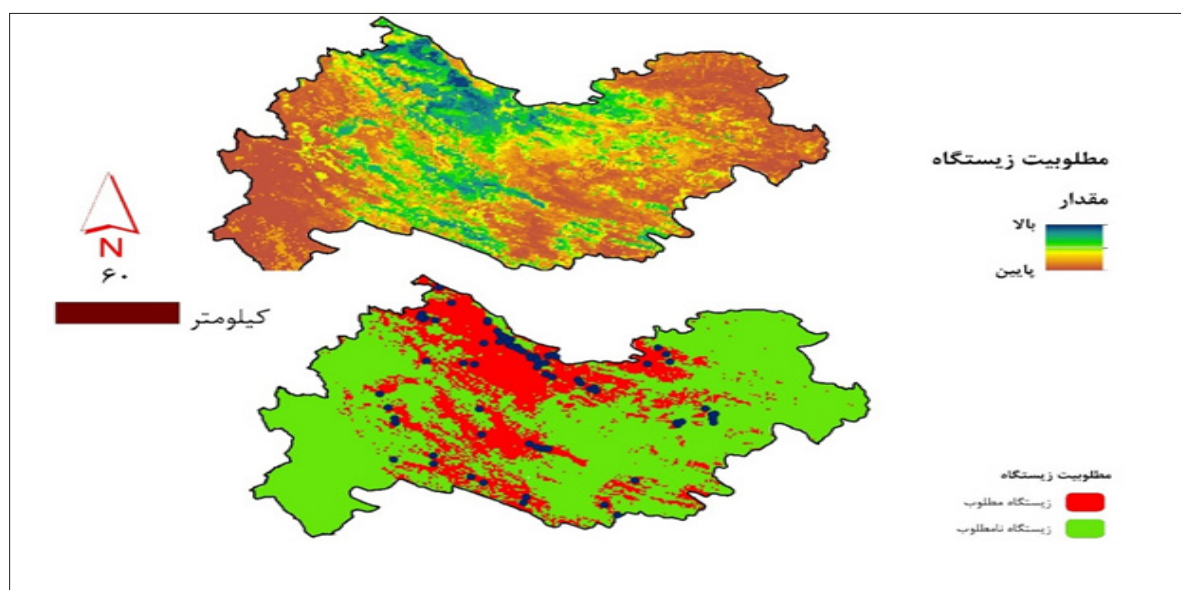 مطلوبیت زیستگاه
مقدار
بالا
پایین
N
۶۰
کیلومتر
مطلوبیت زیستگاه
زیستگاه مطلوب
زیستگاه نامطلوب